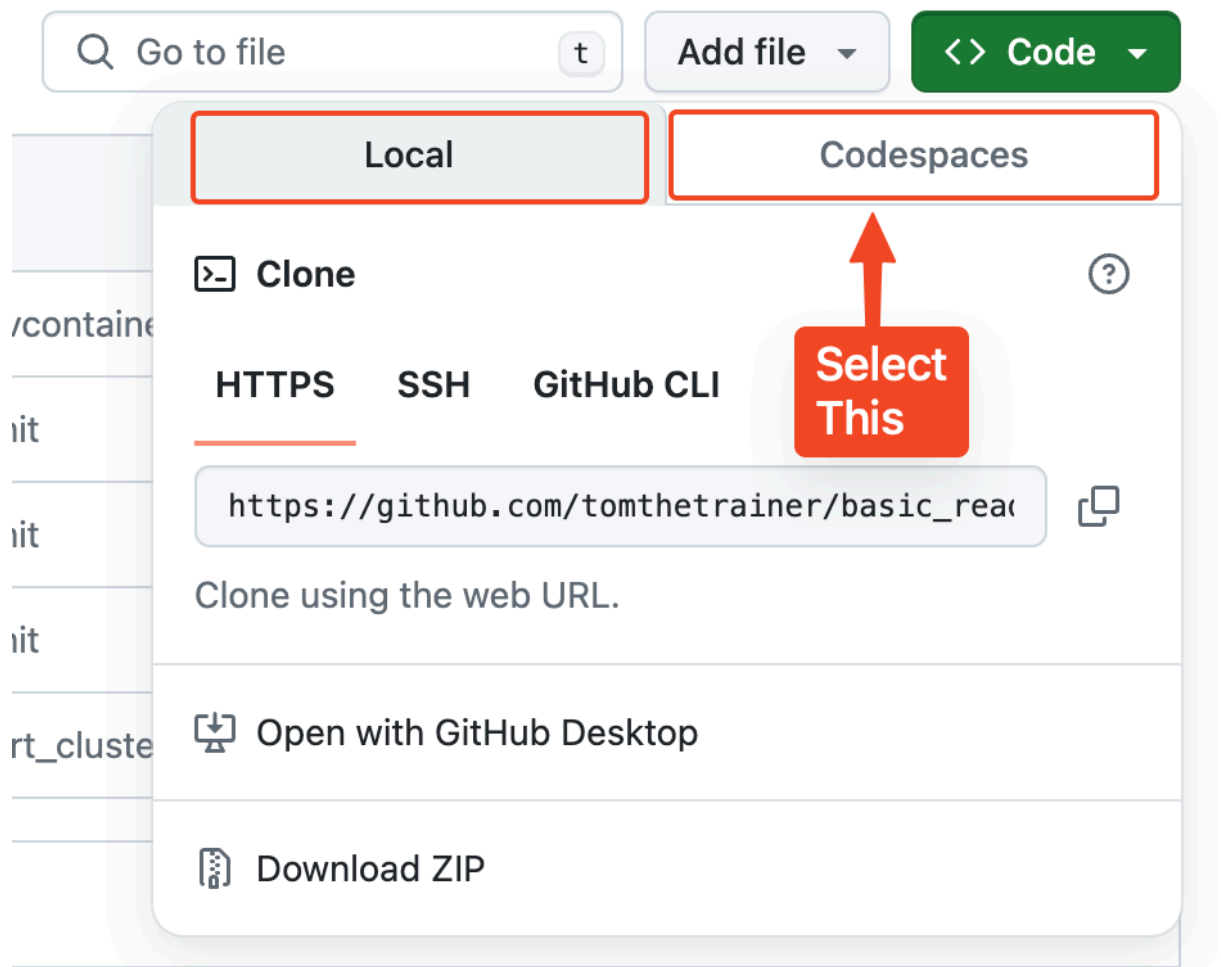 Go to file
t
Add file
Code
Local
Codespaces
Clone
HTTPS
SSH
GitHub CLI
Select
This
https://github.com/tomthetrainer/basic_read
Clone using the web URL.
Open with GitHub Desktop
Download ZIP